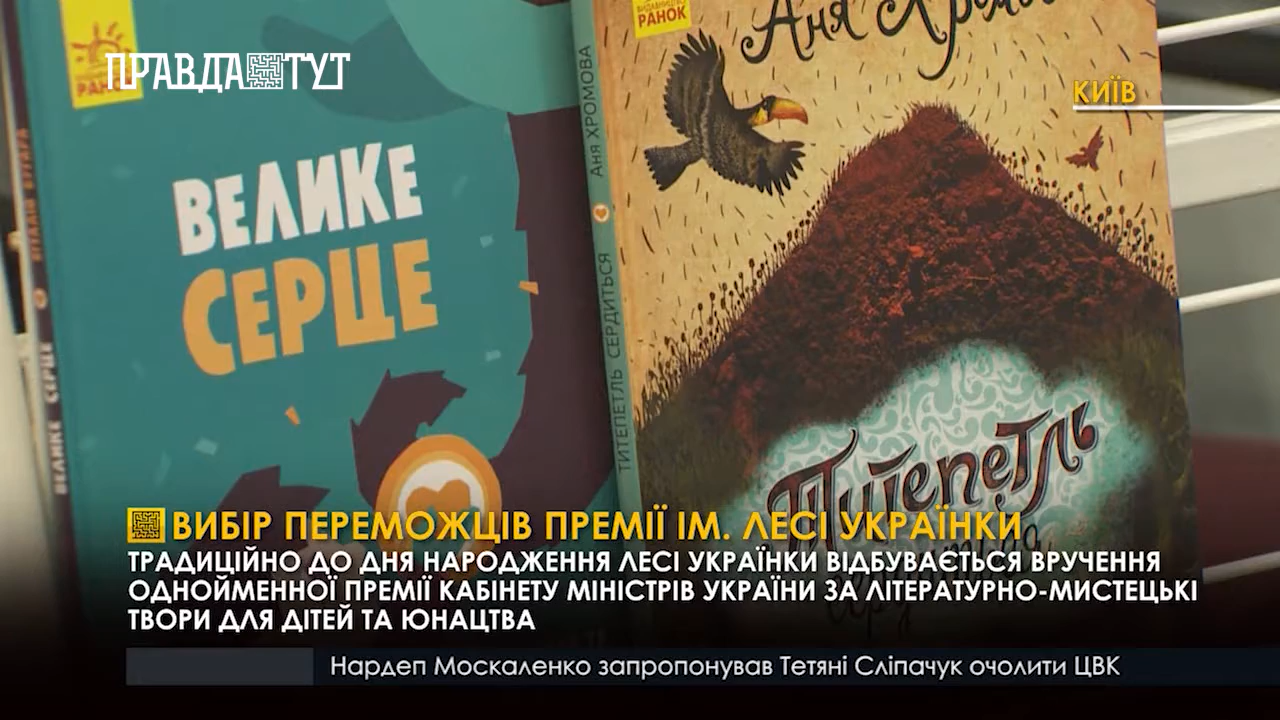 ВИДАВНИЦТВО
РАНОК
Аня Хромова
ПРАВДА ТУТ
РАНОК
КИЇВ
ВЕЛИКЕ
СЕРЦЕ
ВЕЛИКЕ СЕРЦЕ
АНЯ ХРОМОВА
ТИТЕПЕТЛЬ СЕРДИТЬСЯ
Титепетль
ВИБІР ПЕРЕМОЖЦІВ ПРЕМІЇ ІМ. ЛЕСІ УКРАЇНКИ
ТРАДИЦІЙНО ДО ДНЯ НАРОДЖЕННЯ ЛЕСІ УКРАЇНКИ ВІДБУВАЄТЬСЯ ВРУЧЕННЯ
ОДНОЙМЕННОЇ ПРЕМІЇ КАБІНЕТУ МІНІСТРІВ УКРАЇНИ ЗА ЛІТЕРАТУРНО-МИСТЕЦЬКІ
ТВОРИ ДЛЯ ДІТЕЙ ТА ЮНАЦТВА
Нардеп Москаленко запропонував Тетяні Сліпачук очолити ЦВК